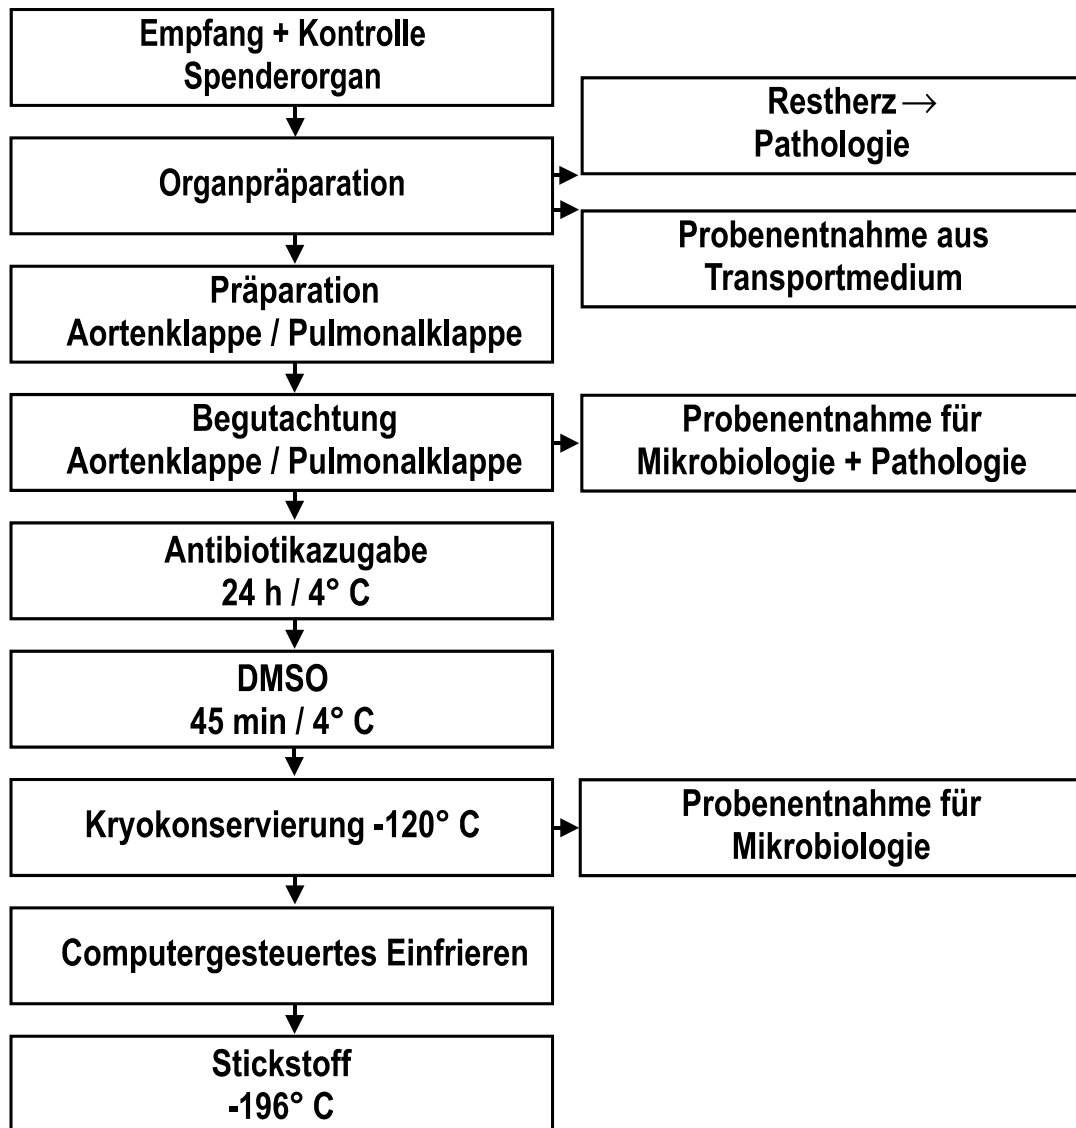 Empfang + Kontrolle
Spenderorgan
Organpräparation
Restherz →
Pathologie
Probenentnahme aus
Transportmedium
Präparation
Aortenklappe / Pulmonalklappe
Begutachtung
Aortenklappe / Pulmonalklappe
Probenentnahme für
Mikrobiologie + Pathologie
Antibiotikazugabe
24 h / 4° C
DMSO
45 min / 4° C
Kryokonservierung -120° C
Probenentnahme für
Mikrobiologie
Computergesteuertes Einfrieren
Stickstoff
-196° C